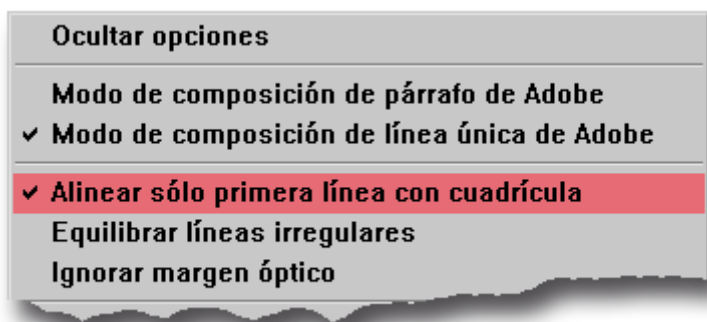 Ocultar opciones
Modo de composición de párrafo de Adobe
Modo de composición de línea única de Adobe
Alinear sólo primera línea con cuadrícula
Equilibrar líneas irregulares
Ignorar margen óptico